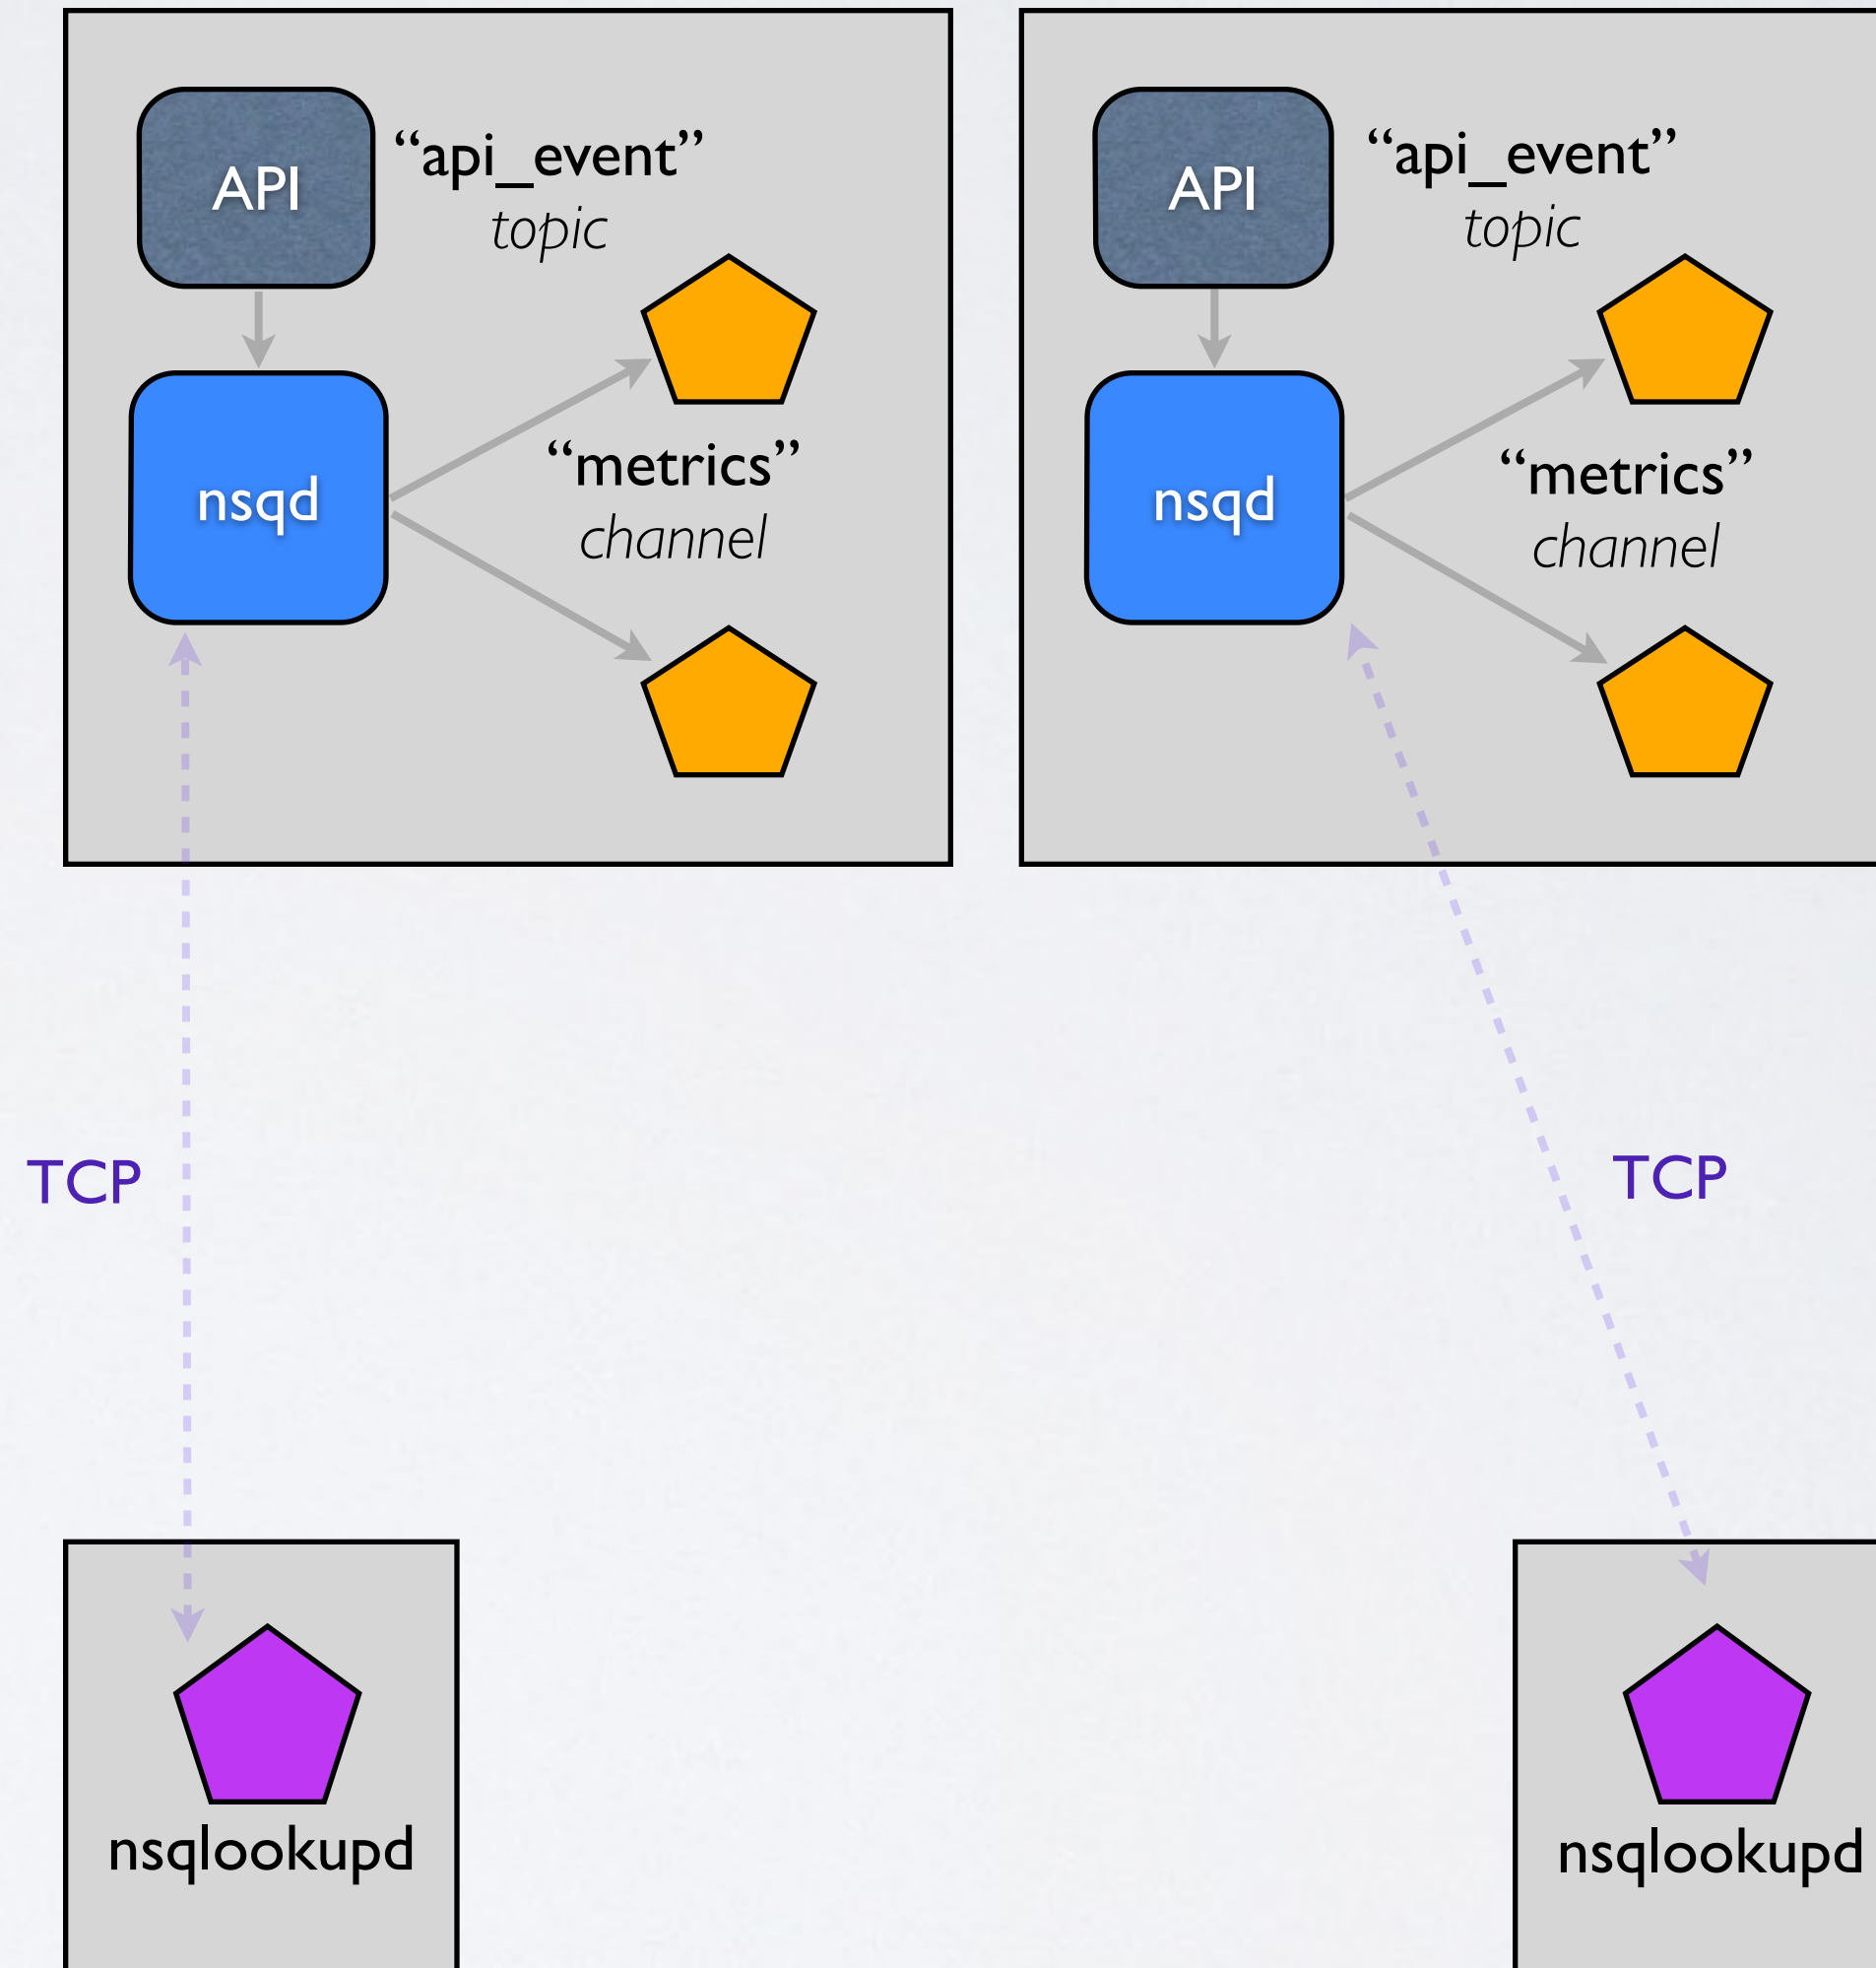 API
“api_event”
topic
nsqd
“metrics”
channel
API
“api_event”
topic
nsqd
“metrics”
channel
TCP
TCP
nsqlookupd
nsqlookupd